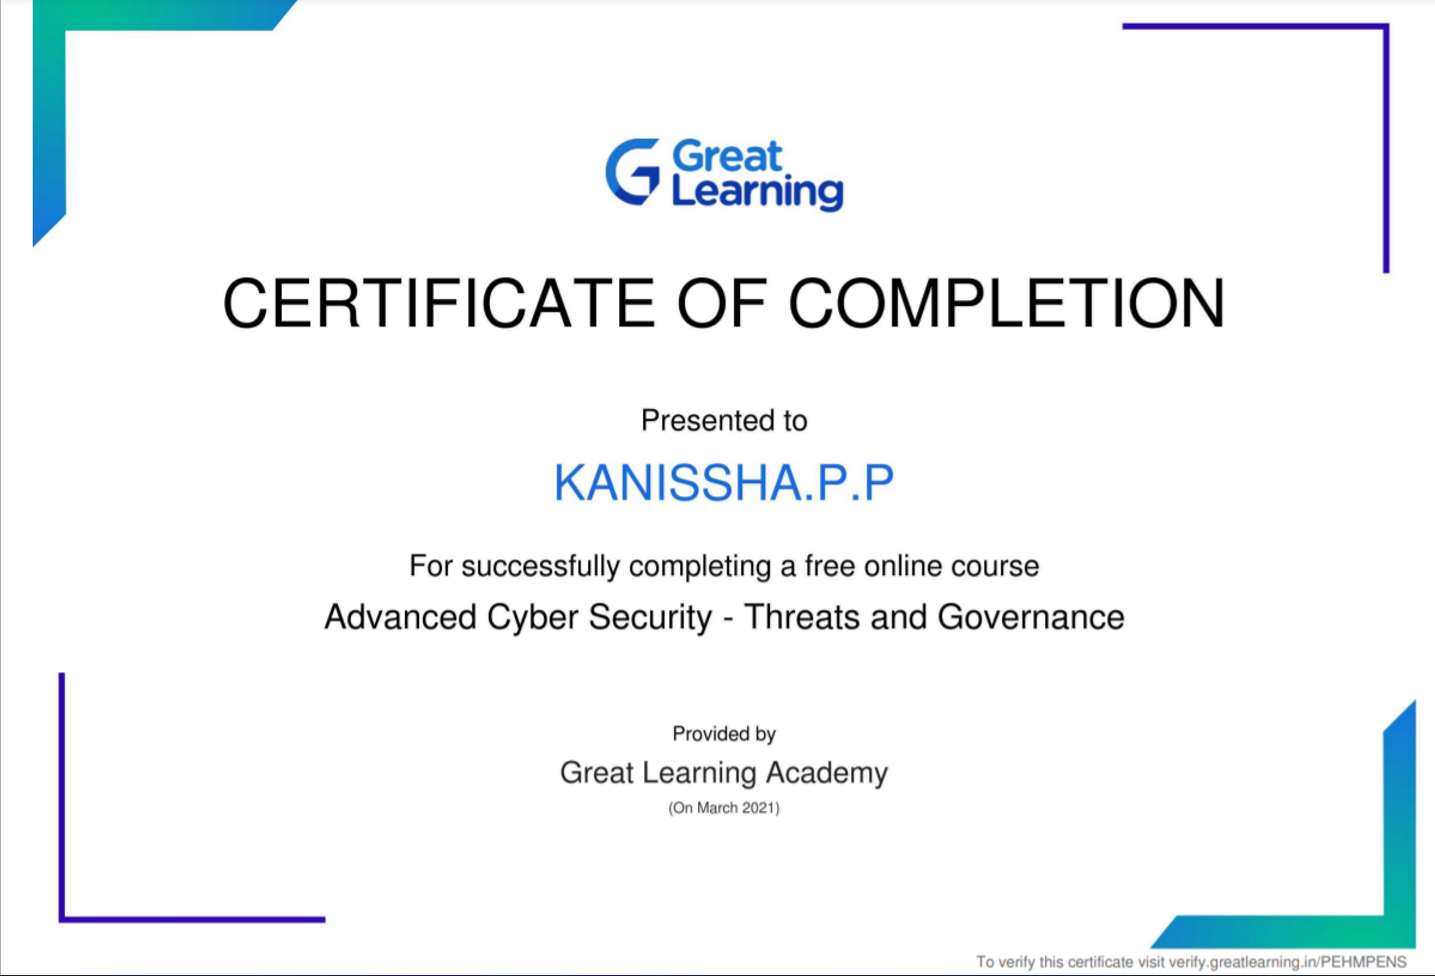 Great
Learning
CERTIFICATE OF COMPLETION
Presented to
KANISSHA.P.P
For successfully completing a free online course
Advanced Cyber Security - Threats and Governance
Provided by
Great Learning Academy
(On March 2021)
To verify this certificate visit verify.greatlearning.in/PEHMPENS